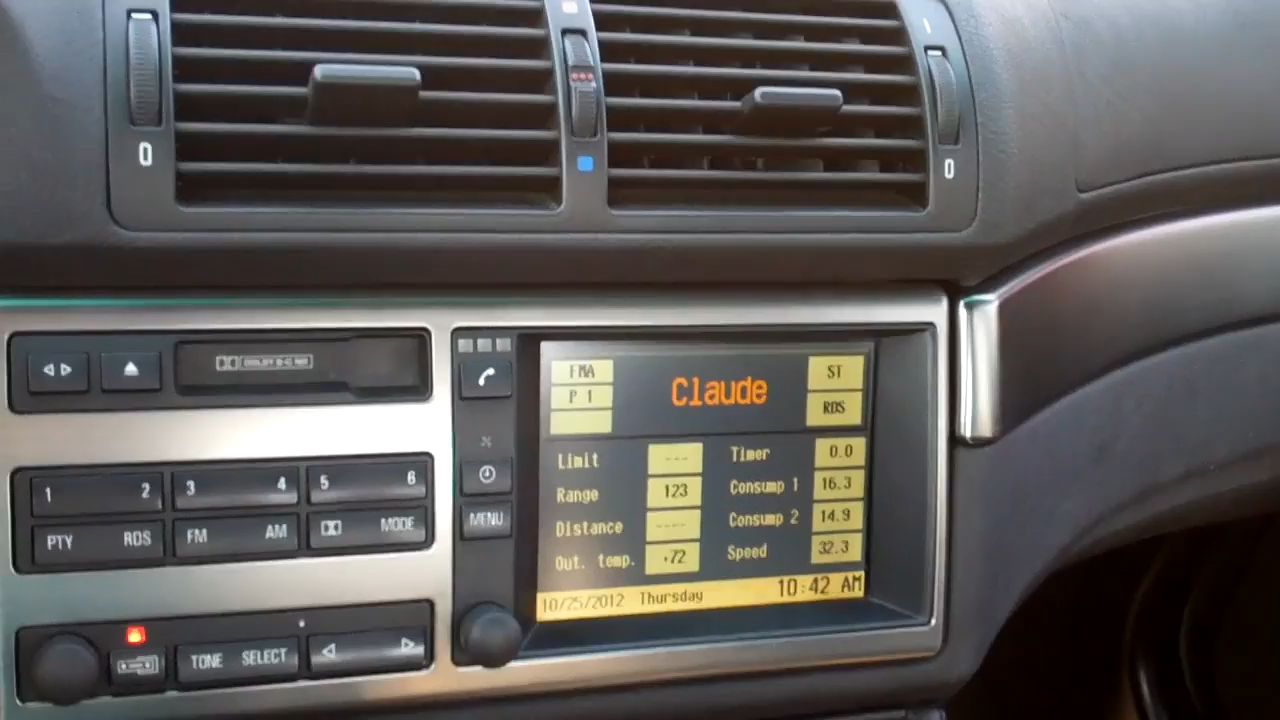 0
0
DOLBY B-C NR
FMA
P 1
Claude
ST
RDS
Limit ---
Timer 0.0
Range 123
Consump 1 16.3
Distance ----
Consump 2 14.9
Out. temp. +72
Speed 32.3
10/25/2012 Thursday 10:42 AM
MENU
1 2 3 4 5 6
PTY RDS FM AM MODE
TONE SELECT